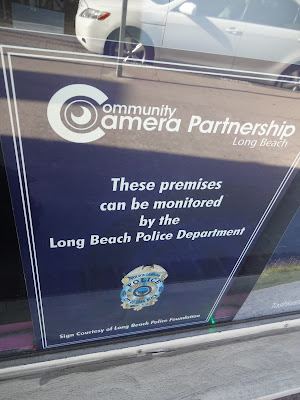 Community
Camera Partnership
Long Beach
These premises
can be monitored
by the
Long Beach Police Department
POLICE
Sign Courtesy of Long Beach Police Foundation